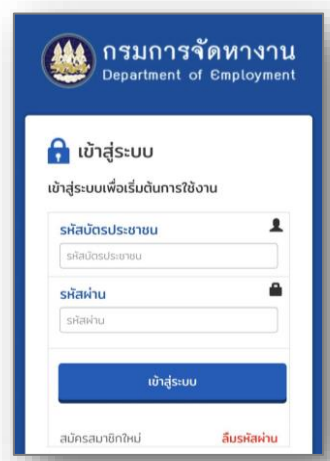 กรมการจัดหางาน
Department of Employment
เข้าสู่ระบบ
เข้าสู่ระบบเพื่อเริ่มต้นการใช้งาน
รหัสบัตรประชาชน
รหัสบัตรประชาชน
รหัสผ่าน
รหัสผ่าน
เข้าสู่ระบบ
สมัครสมาชิกใหม่ ลืมรหัสผ่าน